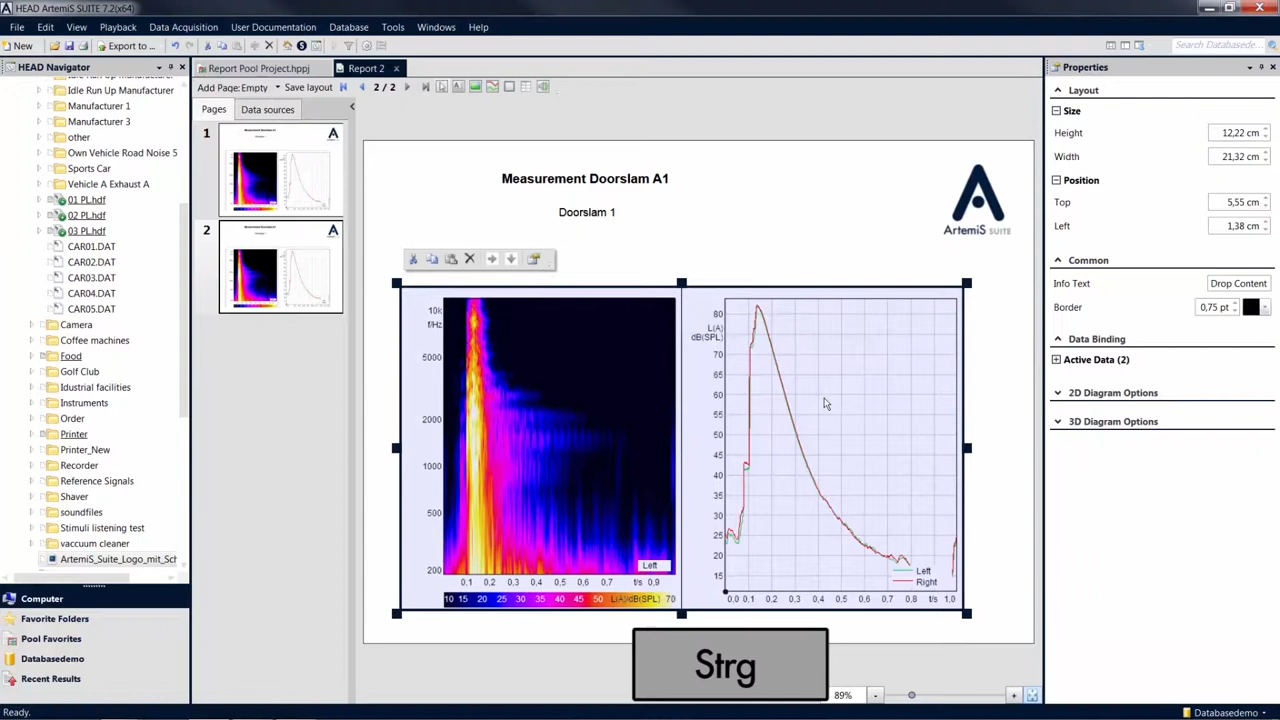 HEAD ArtemiS SUITE 7.2(x64)
File Edit View Playback Data Acquisition User Documentation Database Tools Windows Help
New Export to ... Search Databasedemo
HEAD Navigator
Idle Run Up Manufacturer
Manufacturer 1
Manufacturer 3
other
Own Vehicle Road Noise 5
Sports Car
Vehicle A Exhaust A
01 PL.hdf
02 PL.hdf
03 PL.hdf
CAR01.DAT
CAR02.DAT
CAR03.DAT
CAR04.DAT
CAR05.DAT
Camera
Coffee machines
Food
Golf Club
Idustrial facilities
Instruments
Order
Printer
Printer_New
Recorder
Reference Signals
Shaver
soundfiles
Stimuli listening test
vaccuum cleaner
ArtemiS_Suite_Logo_mit_Sch
Computer
Favorite Folders
Pool Favorites
Databasedemo
Recent Results
Report Pool Project.hppj Report 2
Add Page:Empty Save layout 2 / 2
Pages Data sources
1
2
Measurement Doorslam A1
Doorslam 1
ArtemiS SUITE
10k
f/Hz
5000
2000
1000
500
200
Left
0,1 0,2 0,3 0,4 0,5 0,6 0,7 t/s 0,9
10 15 20 25 30 35 40 45 50 L(A)/dB(SPL) 70
80
L(A)
dB(SPL)
70
65
60
55
50
45
40
35
30
25
20
15
Left
Right
0,0 0,1 0,2 0,3 0,4 0,5 0,6 0,7 0,8 t/s 1,0
Strg
89%
Properties
Layout
Size
Height 12,22 cm
Width 21,32 cm
Position
Top 5,55 cm
Left 1,38 cm
Common
Info Text Drop Content
Border 0,75 pt
Data Binding
Active Data (2)
2D Diagram Options
3D Diagram Options
Ready. Databasedemo